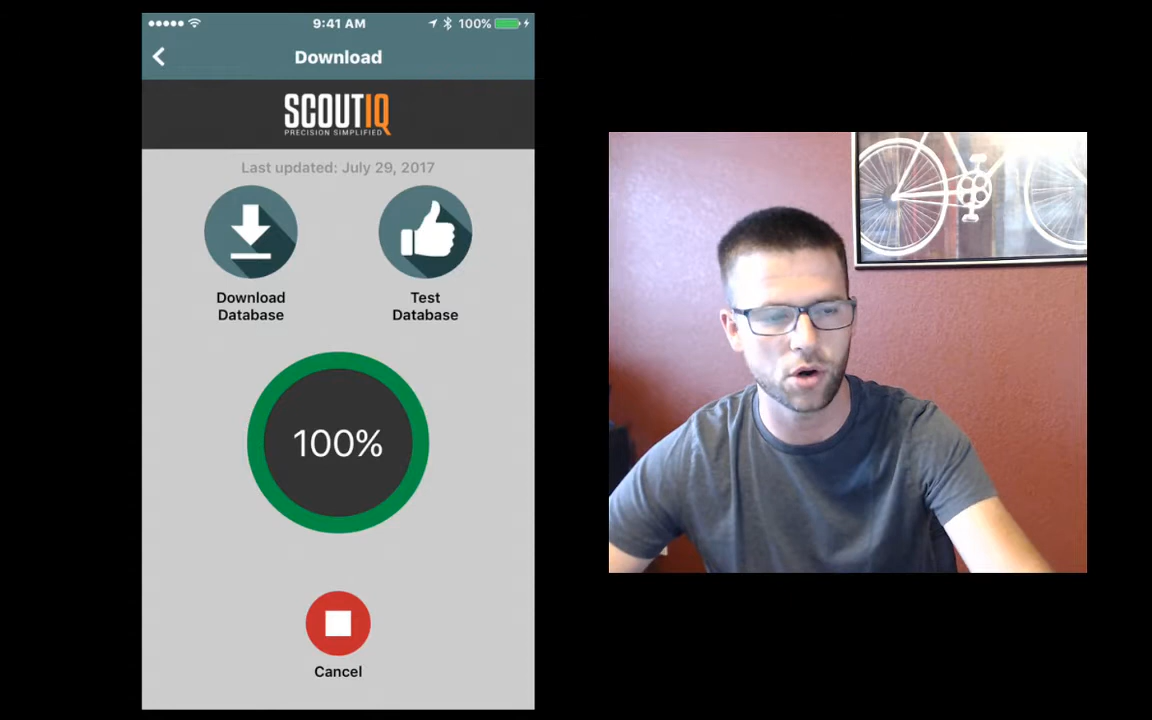 9:41 AM
100%
Download
SCOUTIQ
PRECISION SIMPLIFIED
Last updated: July 29, 2017
Download
Database
Test
Database
100%
Cancel